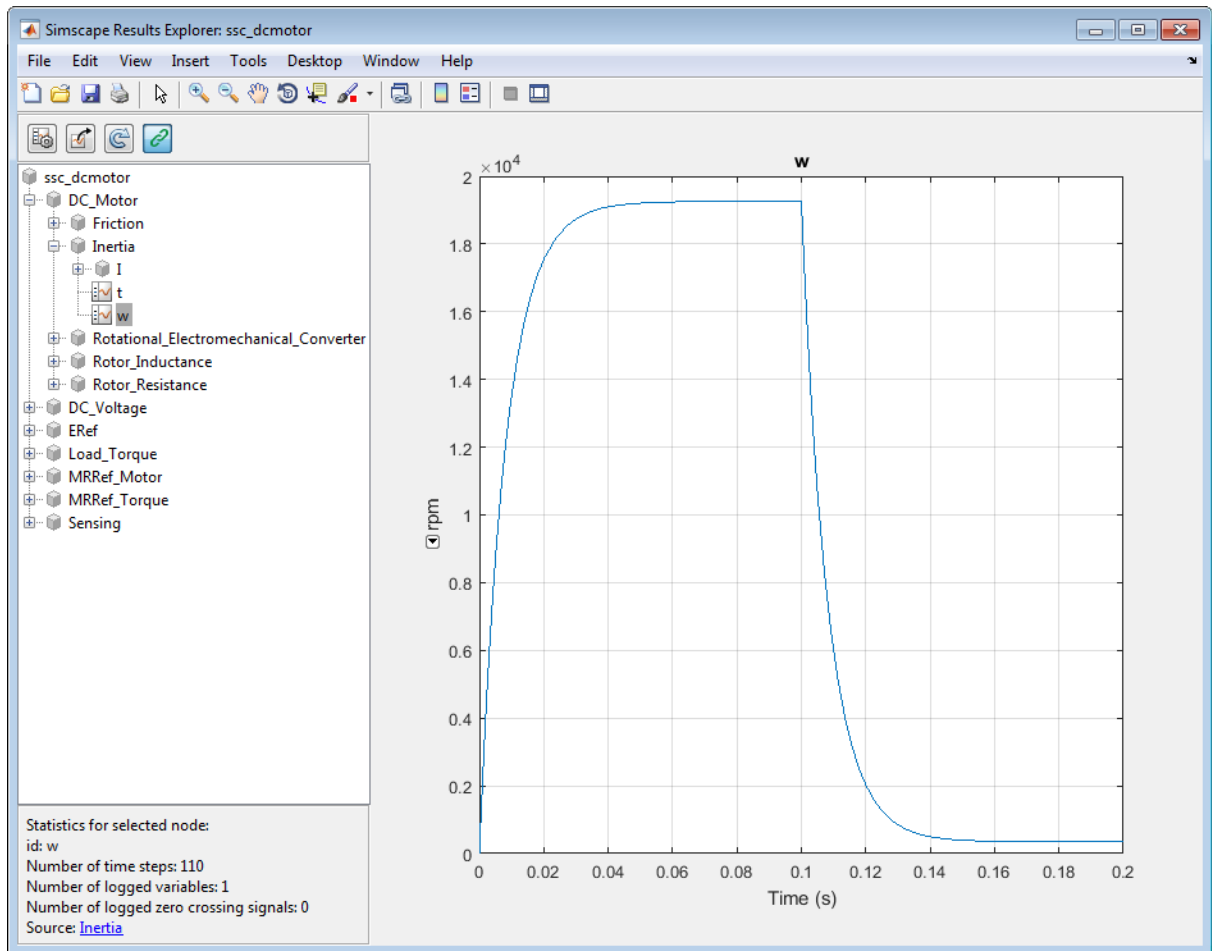 Simscape Results Explorer: ssc_dcmotor
File Edit View Insert Tools Desktop Window Help
ssc_dcmotor
DC_Motor
Friction
Inertia
I
t
w
Rotational_Electromechanical_Converter
Rotor_Inductance
Rotor_Resistance
DC_Voltage
ERef
Load_Torque
MRRef_Motor
MRRef_Torque
Sensing
Statistics for selected node:
id: w
Number of time steps: 110
Number of logged variables: 1
Number of logged zero crossing signals: 0
Source: Inertia
w
×10⁴
2
1.8
1.6
1.4
1.2
1
0.8
0.6
0.4
0.2
0
rpm
0 0.02 0.04 0.06 0.08 0.1 0.12 0.14 0.16 0.18 0.2
Time (s)